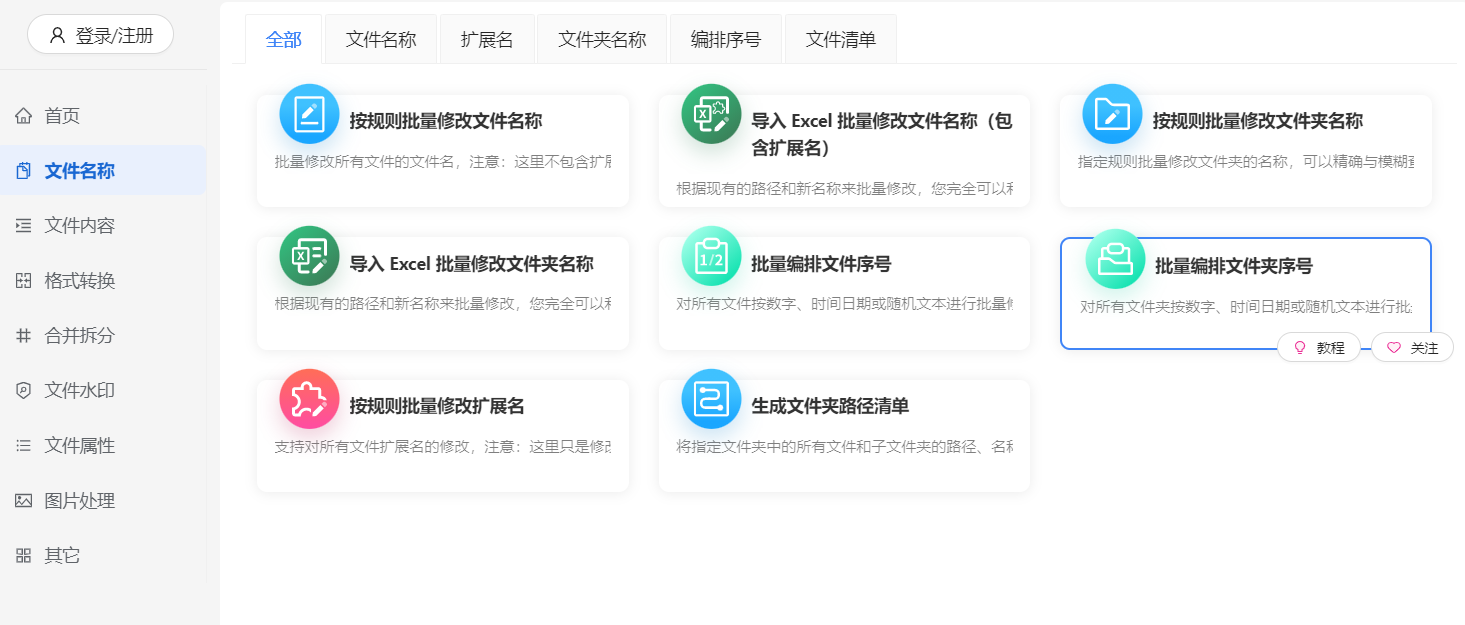 登录/注册
首页
文件名称
文件内容
格式转换
合并拆分
文件水印
文件属性
图片处理
其它
全部
文件名称
扩展名
文件夹名称
编排序号
文件清单
按规则批量修改文件名称
批量修改所有文件的文件名，注意：这里不包含扩展
导入 Excel 批量修改文件名称（包
含扩展名）
根据现有的路径和新名称来批量修改，您完全可以
按规则批量修改文件夹名称
指定规则批量修改文件夹的名称，可以精确与模糊
导入 Excel 批量修改文件夹名称
根据现有的路径和新名称来批量修改，您完全可以
1/2
批量编排文件序号
对所有文件按数字、时间日期或随机文本进行批量
批量编排文件夹序号
对所有文件夹按数字、时间日期或随机文本进行批
教程
关注
按规则批量修改扩展名
支持对所有文件扩展名的修改，注意：这里只是修改
生成文件夹路径清单
将指定文件夹中的所有文件和子文件夹的路径、名